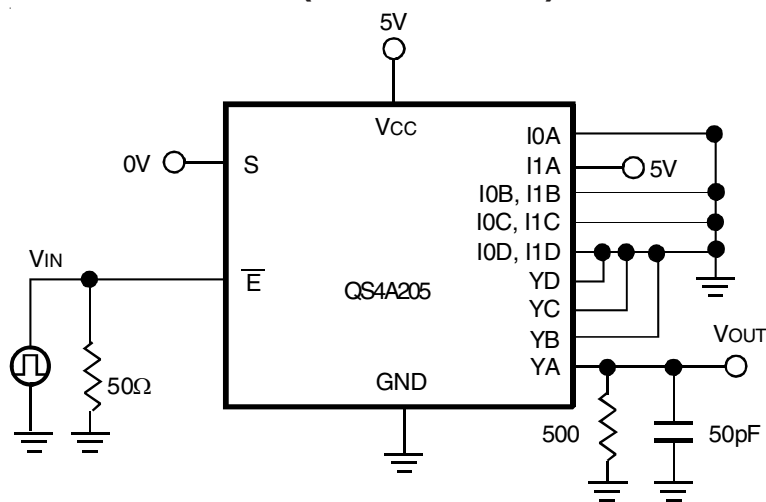 5V
VCC
I0A
0V
S
I1A
5V
I0B, I1B
I0C, I1C
I0D, I1D
VIN
E
QS4A205
YD
YC
YB
VOUT
YA
50Ω
GND
500
50pF